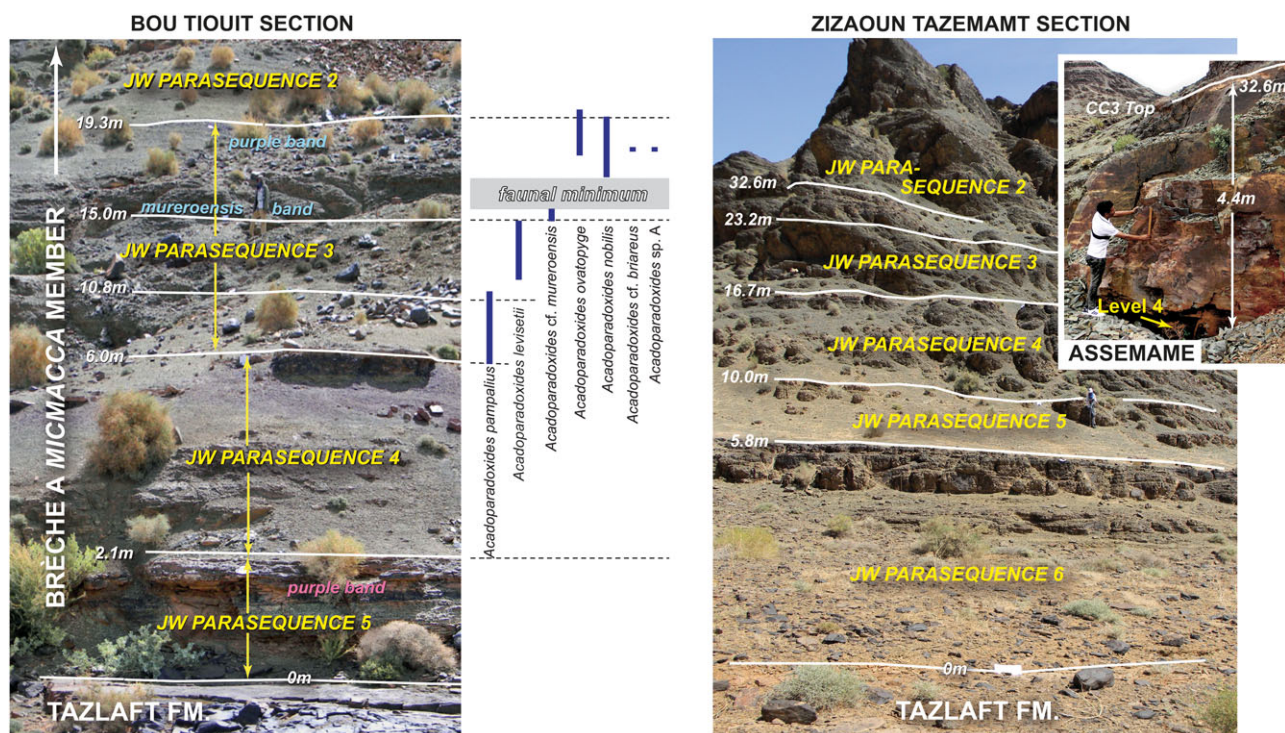 BOU TIOUIT SECTION
BRÈCHE A MICMACCA MEMBER
JW PARASEQUENCE 2
19.3m
purple band
mureroensis band
15.0m
JW PARASEQUENCE 3
10.8m
6.0m
JW PARASEQUENCE 4
2.1m
purple band
JW PARASEQUENCE 5
0m
TAZLAFT FM.
faunal minimum
Acadoparadoxides pampalius
Acadoparadoxides levisetii
Acadoparadoxides cf. mureroensis
Acadoparadoxides ovatopyge
Acadoparadoxides nobilis
Acadoparadoxides cf. briareus
Acadoparadoxides sp. A
ZIZAOUN TAZEMAMT SECTION
JW PARA-
SEQUENCE 2
32.6m
23.2m
JW PARASEQUENCE 3
16.7m
JW PARASEQUENCE 4
10.0m
JW PARASEQUENCE 5
5.8m
JW PARASEQUENCE 6
0m
TAZLAFT FM.
32.6m
CC3 Top
4.4m
Level 4
ASSEMAME